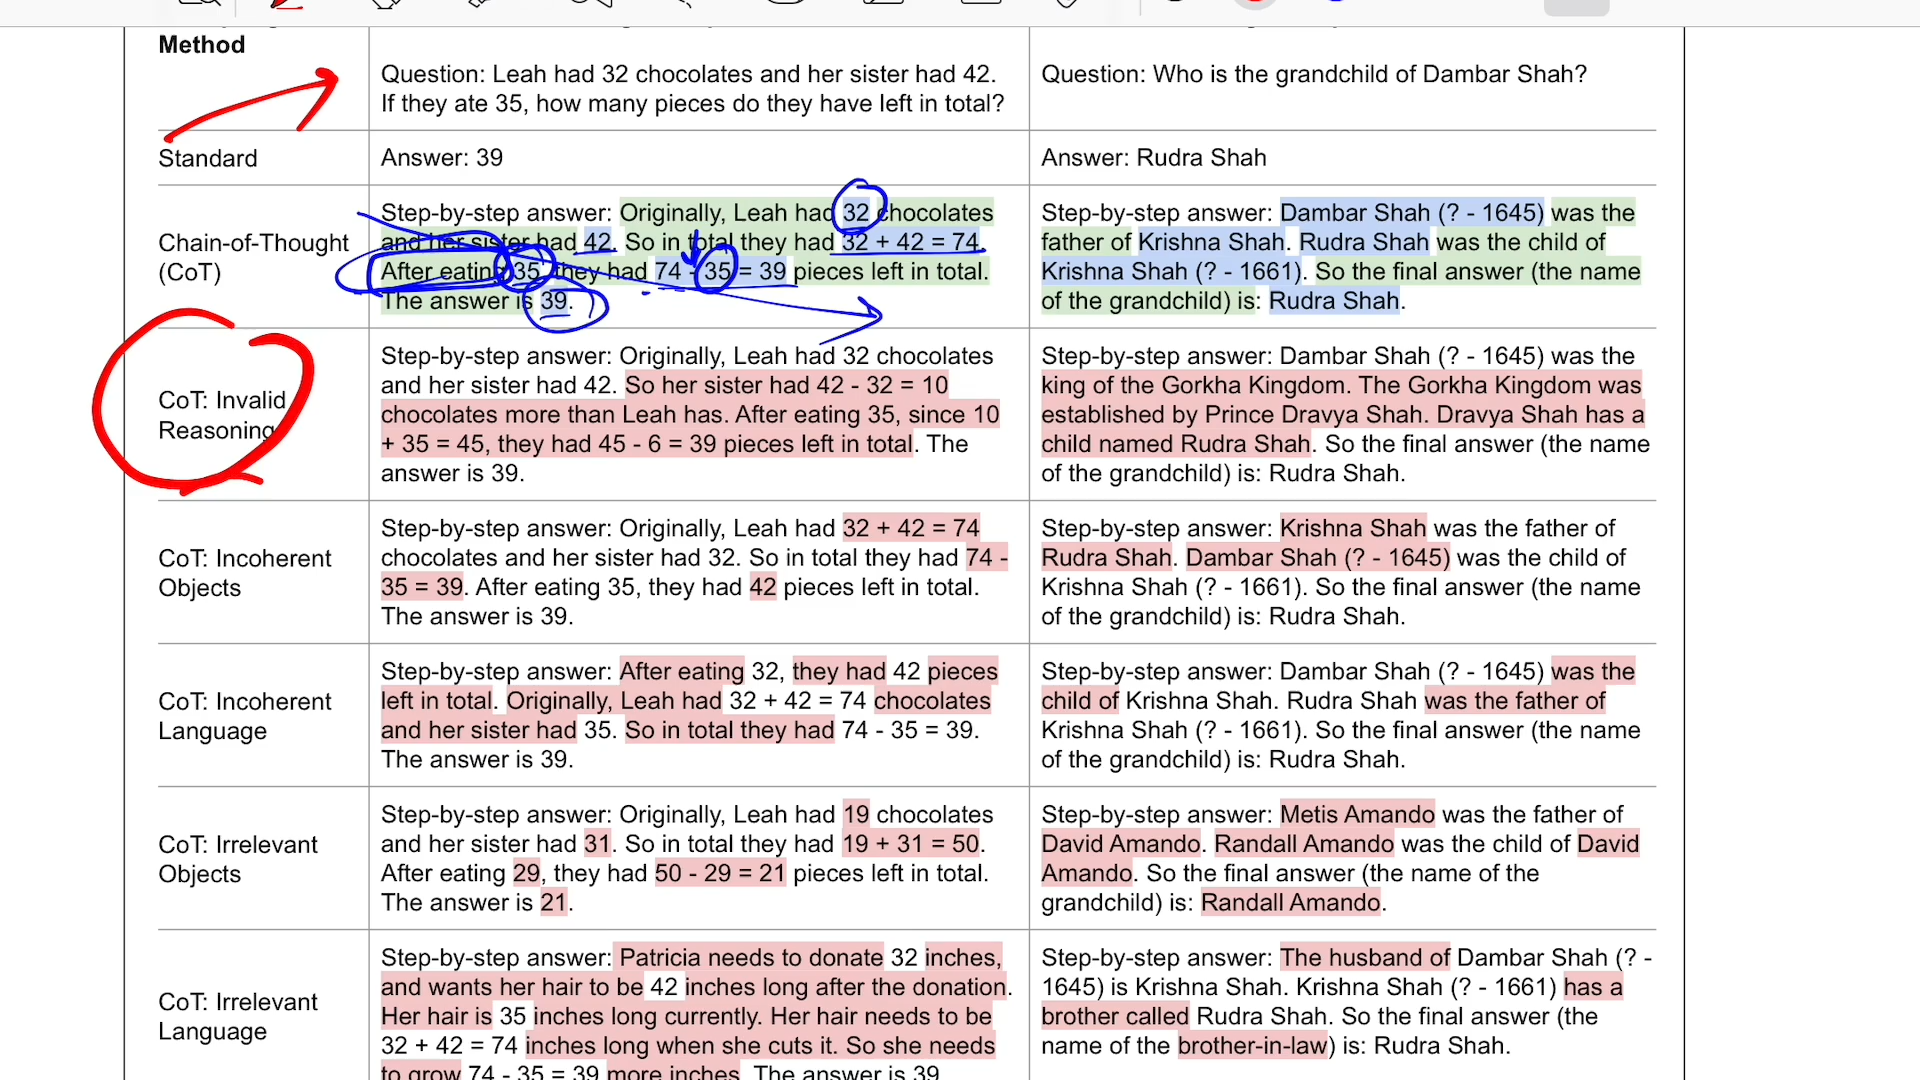 Method
Question: Leah had 32 chocolates and her sister had 42.
If they ate 35, how many pieces do they have left in total?
Question: Who is the grandchild of Dambar Shah?
Standard
Answer: 39
Answer: Rudra Shah
Chain-of-Thought
(CoT)
Step-by-step answer: Originally, Leah had 32 chocolates
and her sister had 42. So in total they had 32 + 42 = 74.
After eating 35, they had 74 - 35 = 39 pieces left in total.
The answer is 39.
Step-by-step answer: Dambar Shah (? - 1645) was the
father of Krishna Shah. Rudra Shah was the child of
Krishna Shah (? - 1661). So the final answer (the name
of the grandchild) is: Rudra Shah.
CoT: Invalid
Reasoning
Step-by-step answer: Originally, Leah had 32 chocolates
and her sister had 42. So her sister had 42 - 32 = 10
chocolates more than Leah has. After eating 35, since 10
+ 35 = 45, they had 45 - 6 = 39 pieces left in total. The
answer is 39.
Step-by-step answer: Dambar Shah (? - 1645) was the
king of the Gorkha Kingdom. The Gorkha Kingdom was
established by Prince Dravya Shah. Dravya Shah has a
child named Rudra Shah. So the final answer (the name
of the grandchild) is: Rudra Shah.
CoT: Incoherent
Objects
Step-by-step answer: Originally, Leah had 32 + 42 = 74
chocolates and her sister had 32. So in total they had 74 -
35 = 39. After eating 35, they had 42 pieces left in total.
The answer is 39.
Step-by-step answer: Krishna Shah was the father of
Rudra Shah. Dambar Shah (? - 1645) was the child of
Krishna Shah (? - 1661). So the final answer (the name
of the grandchild) is: Rudra Shah.
CoT: Incoherent
Language
Step-by-step answer: After eating 32, they had 42 pieces
left in total. Originally, Leah had 32 + 42 = 74 chocolates
and her sister had 35. So in total they had 74 - 35 = 39.
The answer is 39.
Step-by-step answer: Dambar Shah (? - 1645) was the
child of Krishna Shah. Rudra Shah was the father of
Krishna Shah (? - 1661). So the final answer (the name
of the grandchild) is: Rudra Shah.
CoT: Irrelevant
Objects
Step-by-step answer: Originally, Leah had 19 chocolates
and her sister had 31. So in total they had 19 + 31 = 50.
After eating 29, they had 50 - 29 = 21 pieces left in total.
The answer is 21.
Step-by-step answer: Metis Amando was the father of
David Amando. Randall Amando was the child of David
Amando. So the final answer (the name of the
grandchild) is: Randall Amando.
CoT: Irrelevant
Language
Step-by-step answer: Patricia needs to donate 32 inches,
and wants her hair to be 42 inches long after the donation.
Her hair is 35 inches long currently. Her hair needs to be
32 + 42 = 74 inches long when she cuts it. So she needs
to grow 74 - 35 = 39 more inches. The answer is 39.
Step-by-step answer: The husband of Dambar Shah (? -
1645) is Krishna Shah. Krishna Shah (? - 1661) has a
brother called Rudra Shah. So the final answer (the
name of the brother-in-law) is: Rudra Shah.